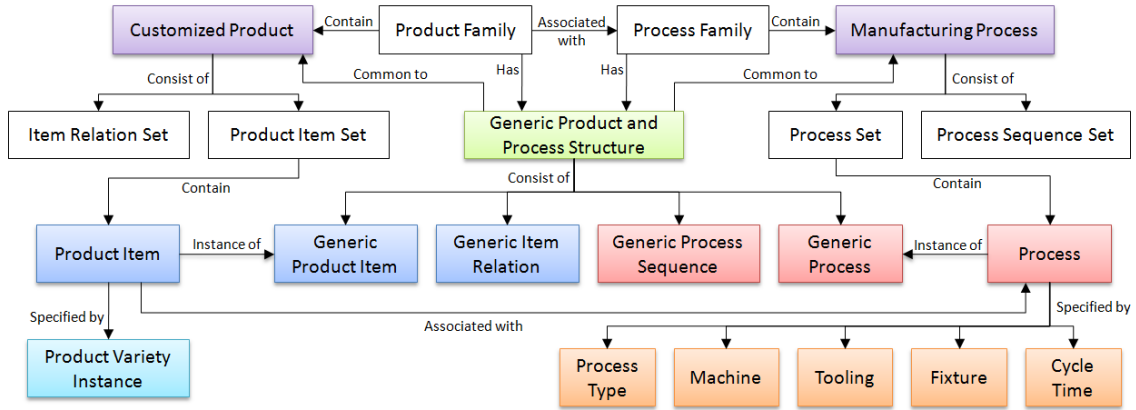 Customized Product
Contain
Product Family
Associated
with
Process Family
Contain
Manufacturing Process
Consist of
Common to
Has
Has
Common to
Consist of
Item Relation Set
Product Item Set
Generic Product and
Process Structure
Process Set
Process Sequence Set
Contain
Consist of
Contain
Product Item
Instance of
Generic
Product Item
Generic Item
Relation
Generic Process
Sequence
Generic
Process
Instance of
Process
Specified by
Associated with
Specified by
Product Variety
Instance
Process
Type
Machine
Tooling
Fixture
Cycle
Time